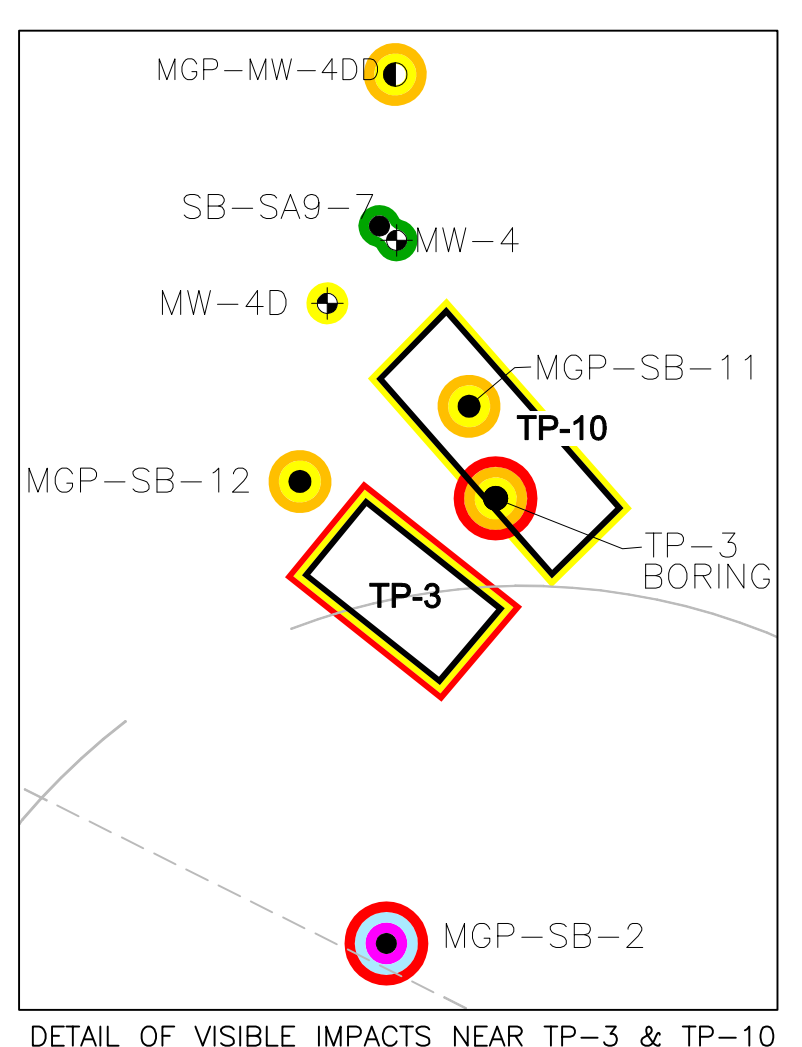 MGP-MW-4DD
SB-SA9-7
MW-4
MW-4D
MGP-SB-11
TP-10
MGP-SB-12
TP-3
BORING
TP-3
MGP-SB-2
DETAIL OF VISIBLE IMPACTS NEAR TP-3 & TP-10